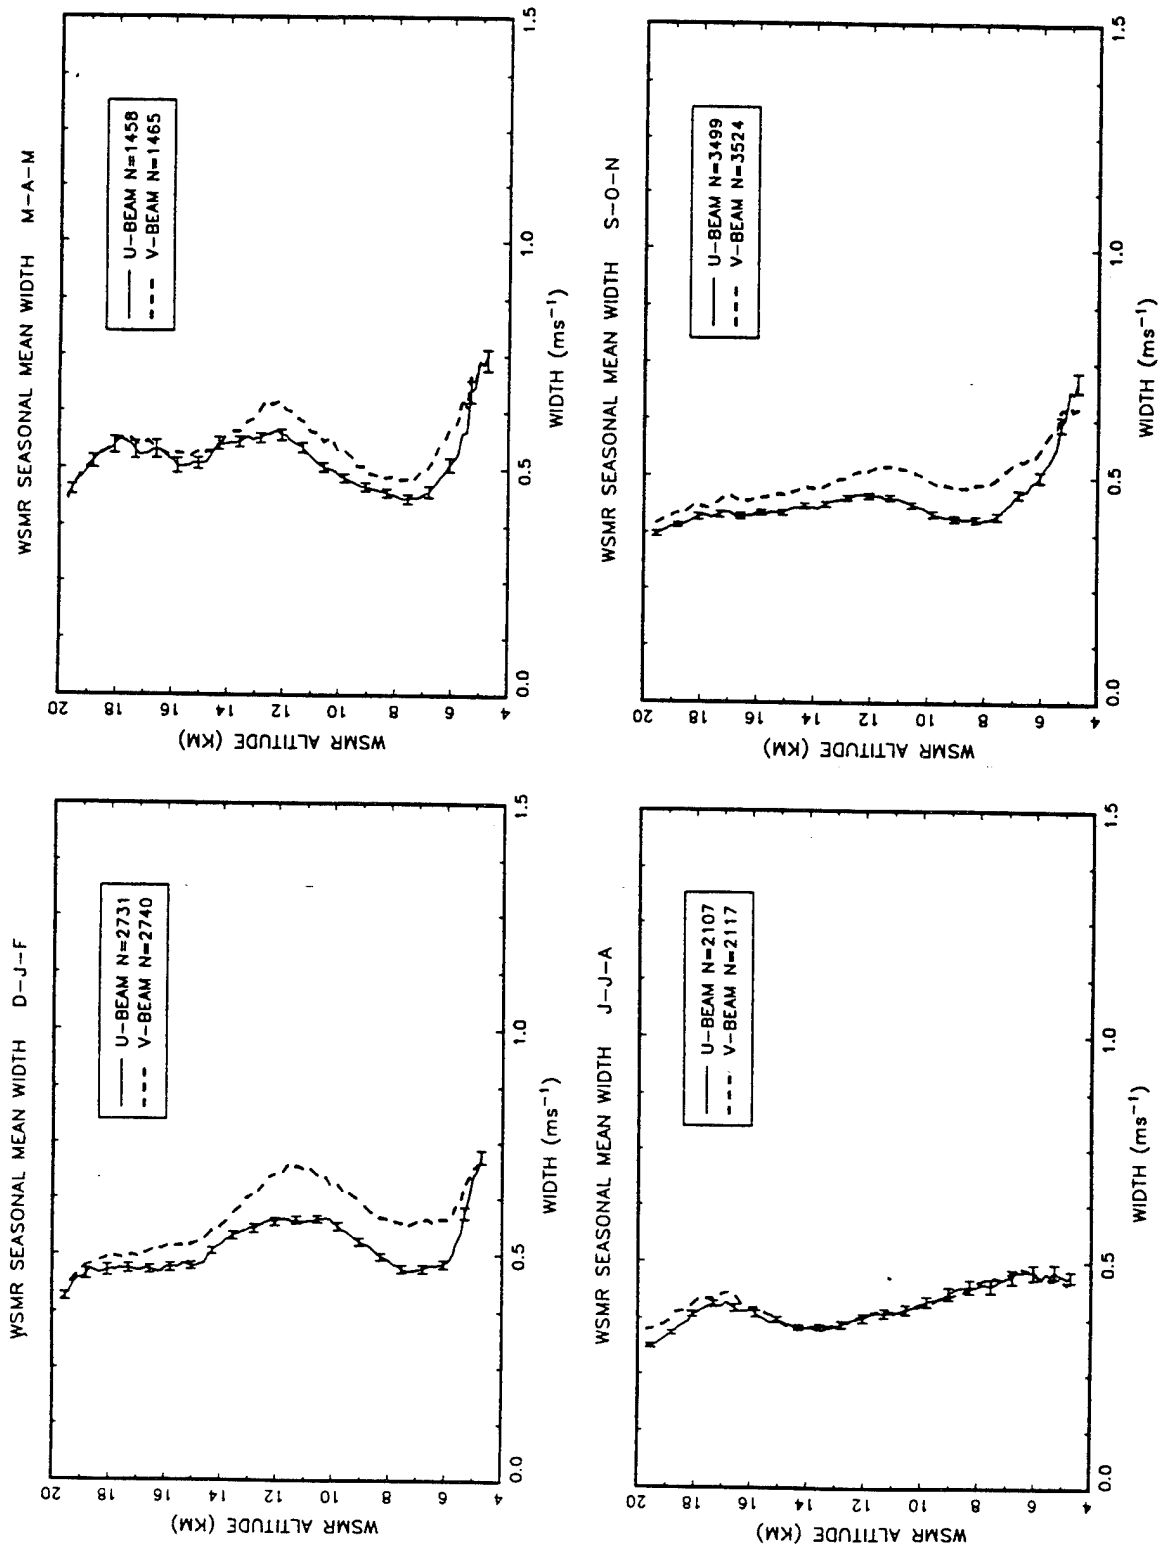 WSMR SEASONAL MEAN WIDTH D-J-F
U-BEAM N=2731
V-BEAM N=2740
WSMR ALTITUDE (KM)
20
18
16
14
12
10
8
6
4
0.0
0.5
1.0
1.5
WIDTH (ms⁻¹)
WSMR SEASONAL MEAN WIDTH M-A-M
U-BEAM N=1458
V-BEAM N=1465
WSMR ALTITUDE (KM)
20
18
16
14
12
10
8
6
4
0.0
0.5
1.0
1.5
WIDTH (ms⁻¹)
WSMR SEASONAL MEAN WIDTH J-J-A
U-BEAM N=2107
V-BEAM N=2117
WSMR ALTITUDE (KM)
20
18
16
14
12
10
8
6
4
0.0
0.5
1.0
1.5
WIDTH (ms⁻¹)
WSMR SEASONAL MEAN WIDTH S-O-N
U-BEAM N=3499
V-BEAM N=3524
WSMR ALTITUDE (KM)
20
18
16
14
12
10
8
6
4
0.0
0.5
1.0
1.5
WIDTH (ms⁻¹)